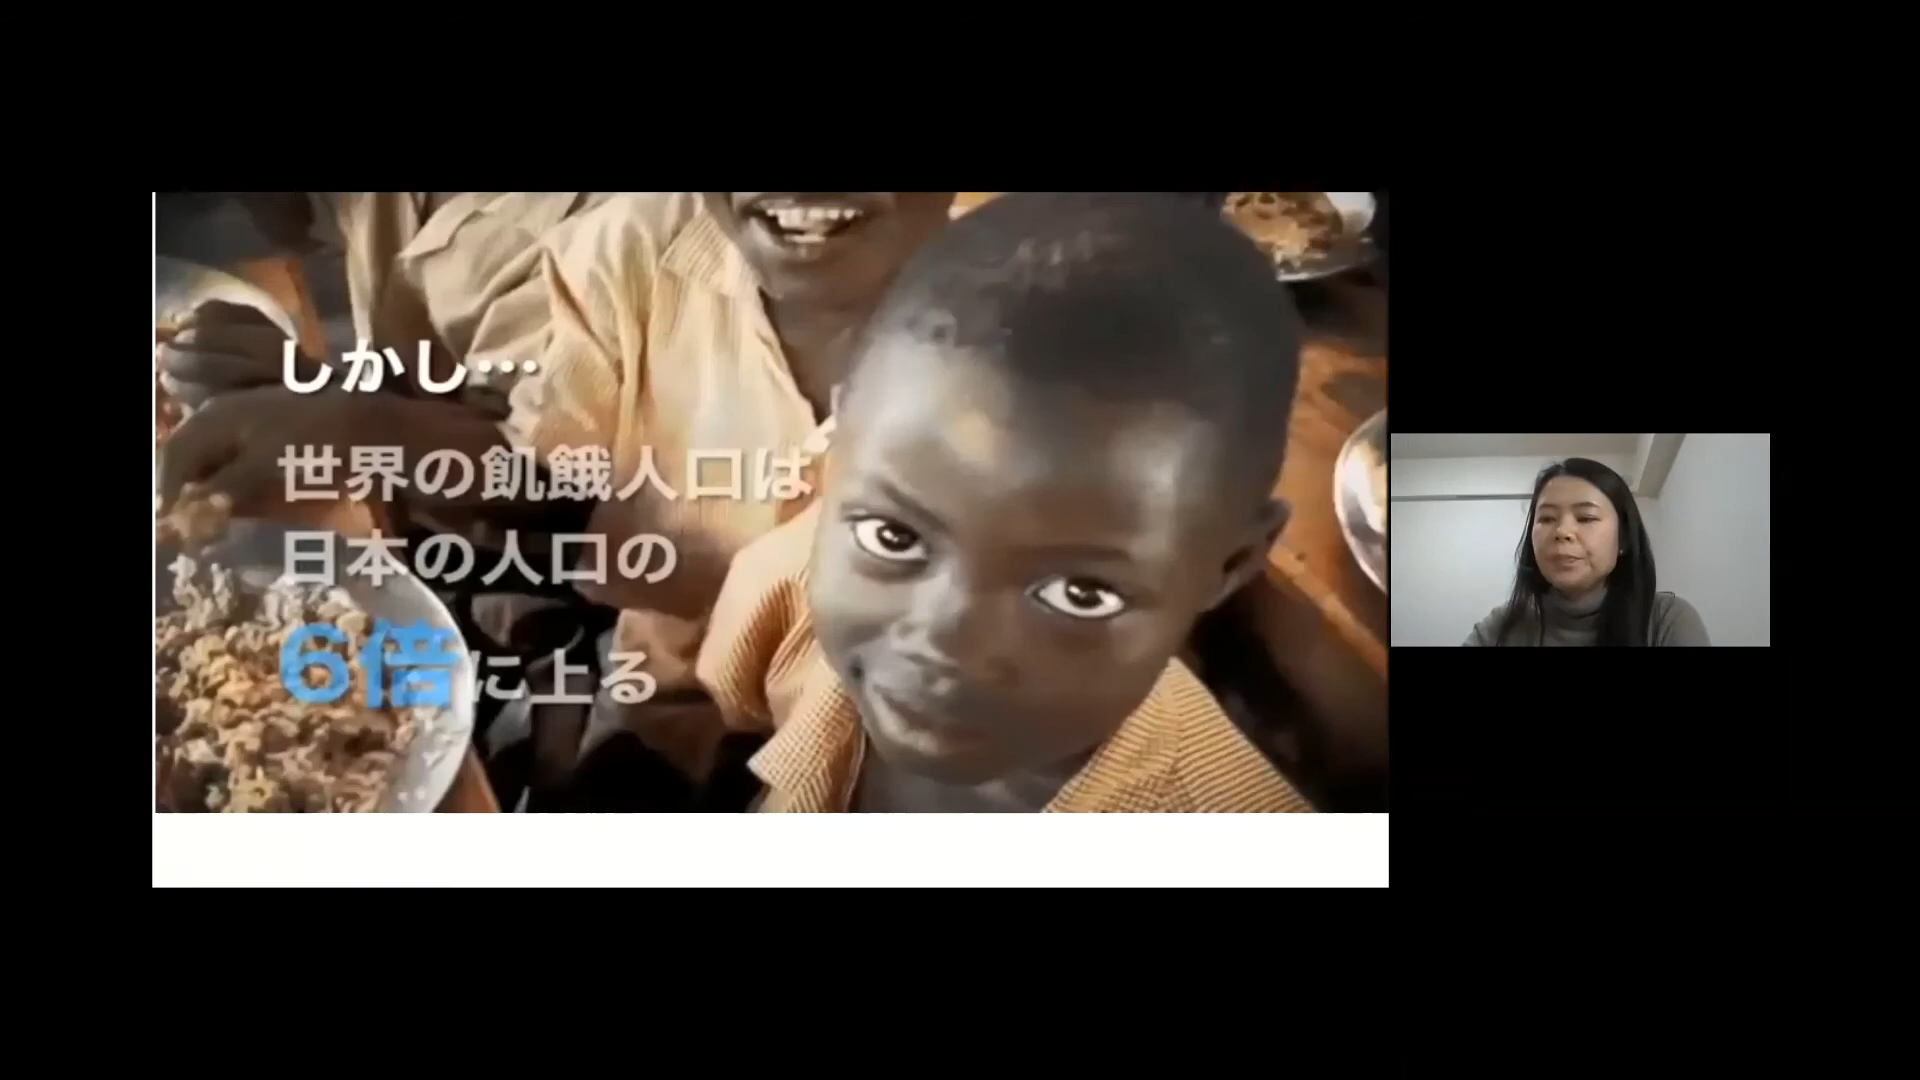 しかし…
世界の飢餓人口は
日本の人口の
6倍に上る